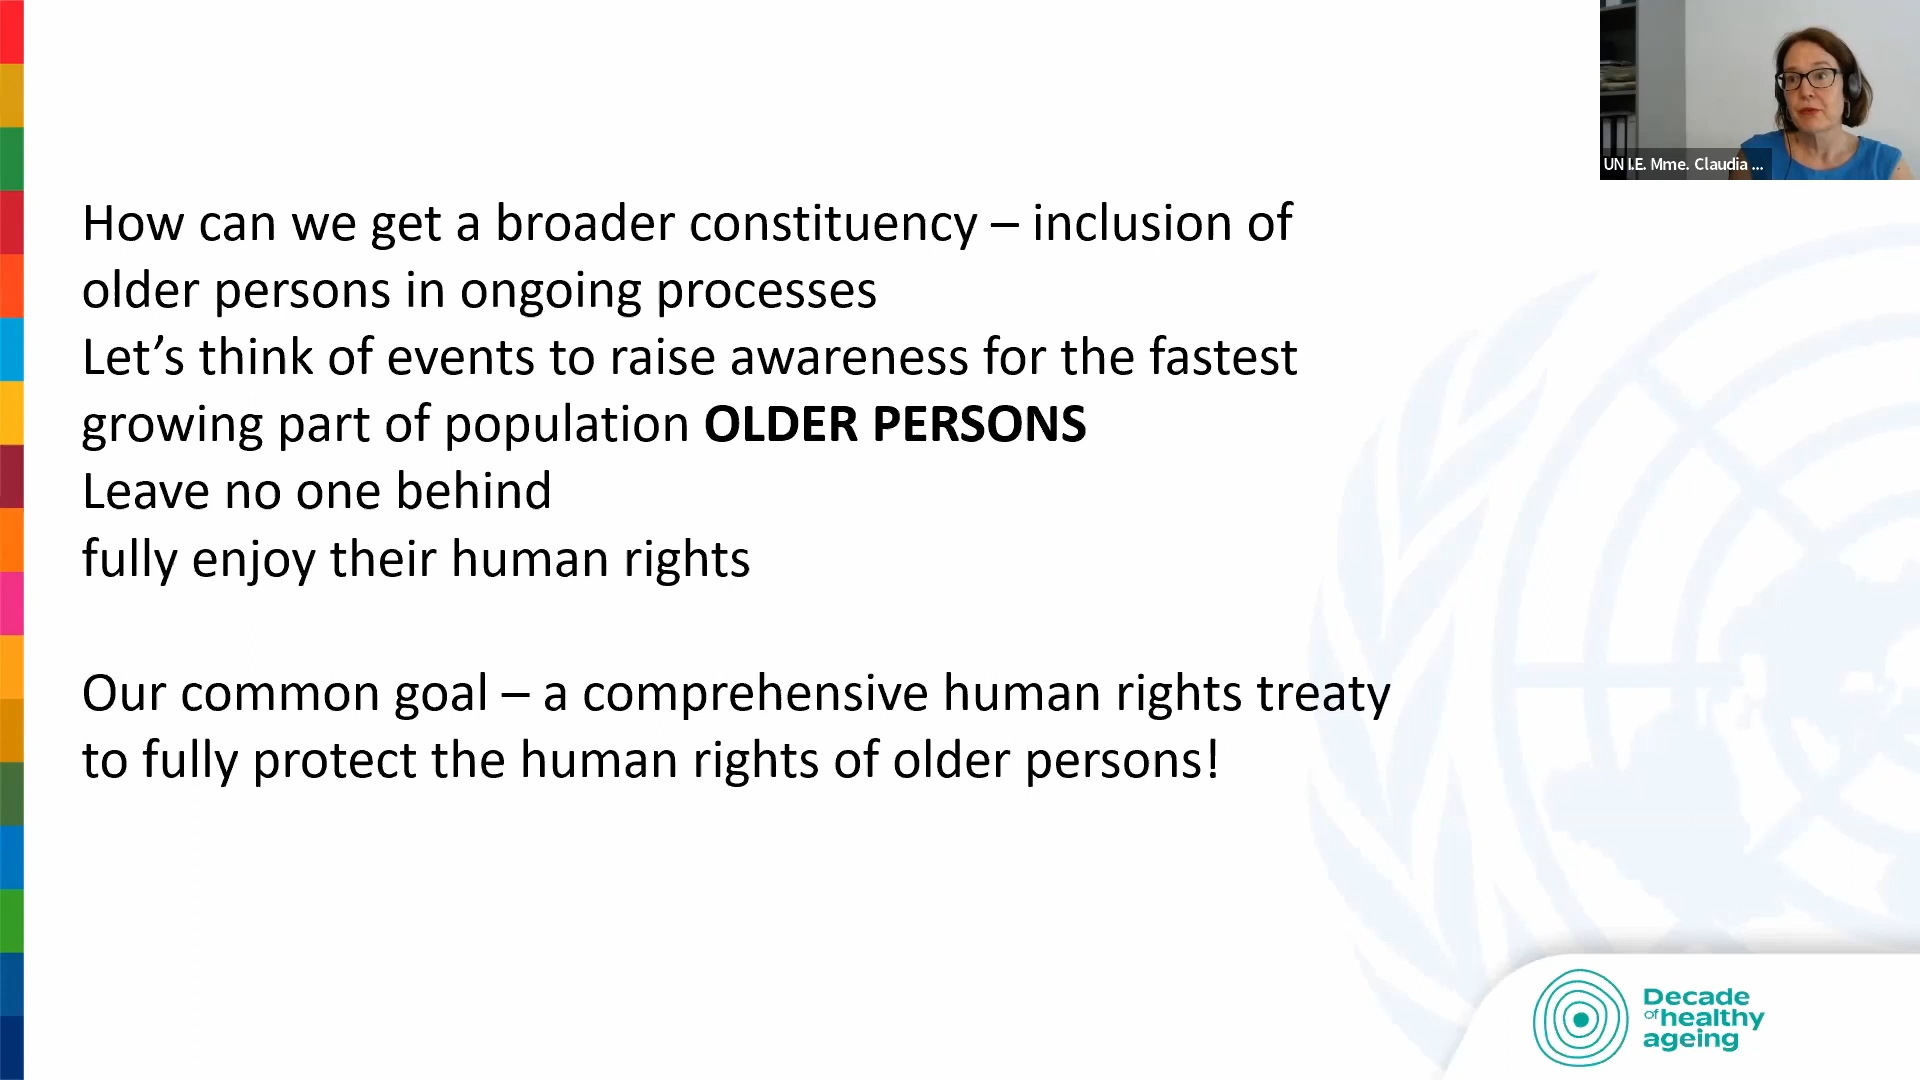 UN I.E. Mme. Claudia ...
How can we get a broader constituency – inclusion of
older persons in ongoing processes
Let’s think of events to raise awareness for the fastest
growing part of population OLDER PERSONS
Leave no one behind
fully enjoy their human rights
Our common goal – a comprehensive human rights treaty
to fully protect the human rights of older persons!
Decade
of healthy
ageing